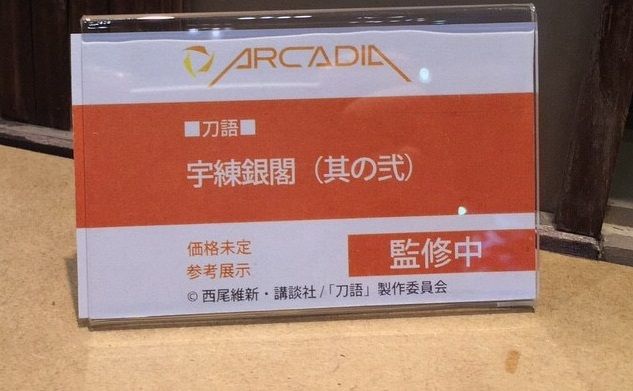 ARCADIA
■刀語■
宇練銀閣（其の弐）
価格未定
参考展示
監修中
© 西尾維新・講談社/「刀語」製作委員会